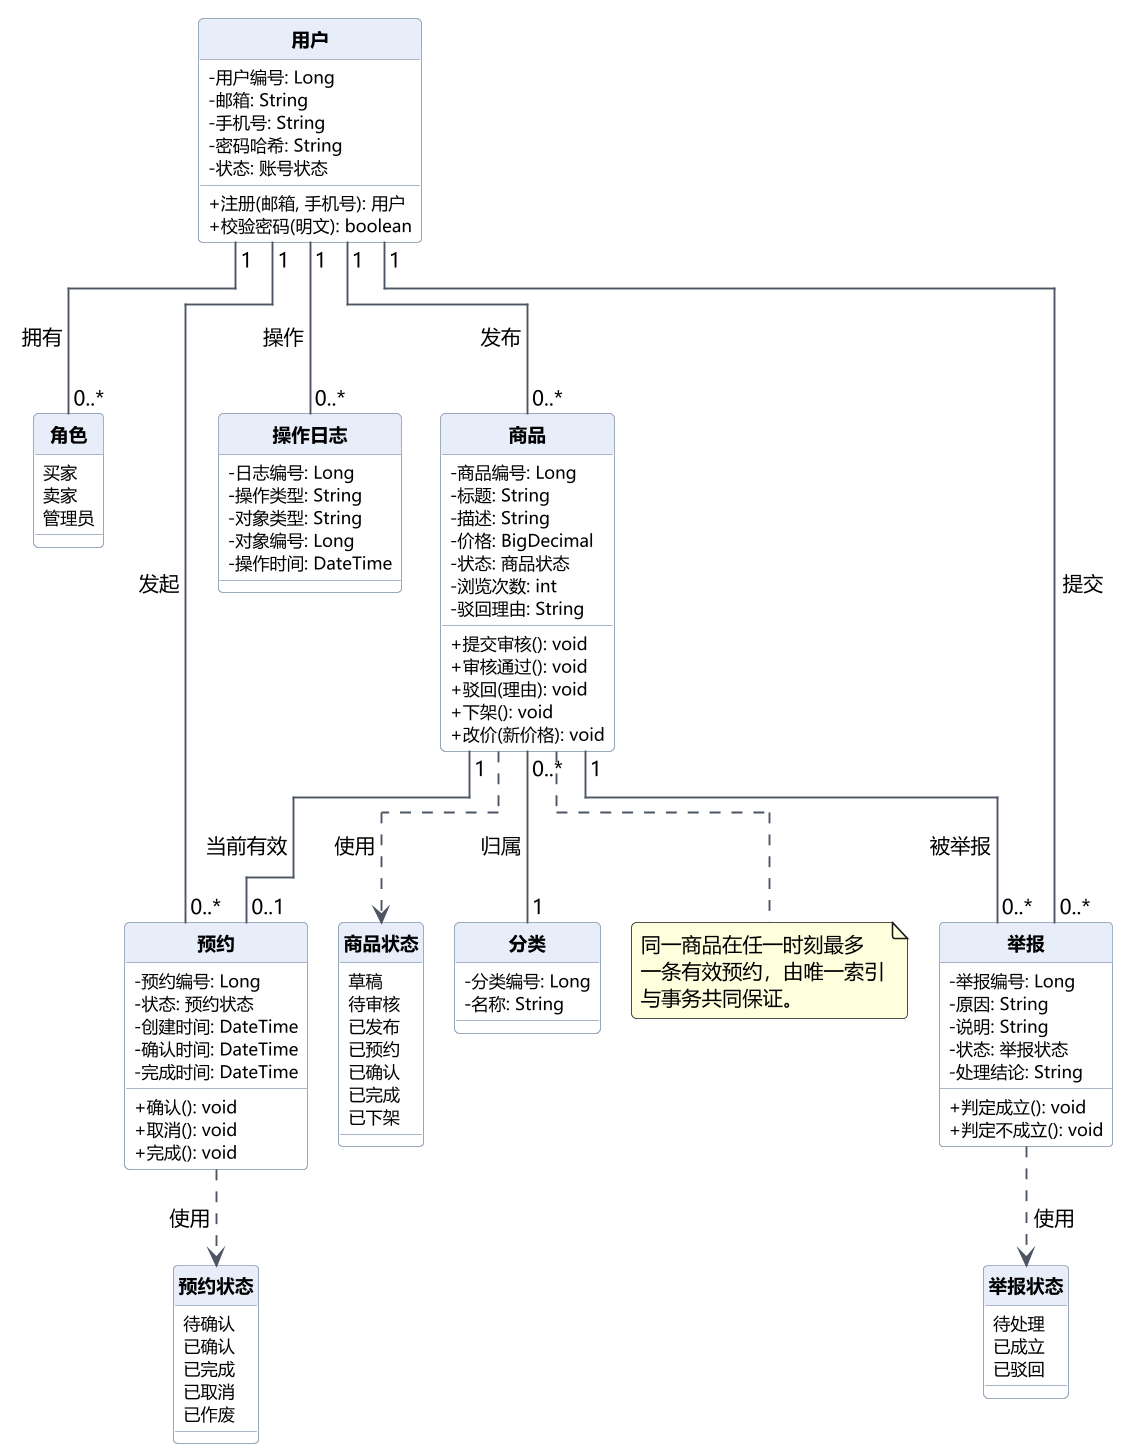 用户
-用户编号: Long
-邮箱: String
-手机号: String
-密码哈希: String
-状态: 账号状态
+注册(邮箱, 手机号): 用户
+校验密码(明文): boolean
1
1
1
1
1
拥有
操作
发布
0..*
0..*
0..*
角色
买家
卖家
管理员
操作日志
-日志编号: Long
-操作类型: String
-对象类型: String
-对象编号: Long
-操作时间: DateTime
商品
-商品编号: Long
-标题: String
-描述: String
-价格: BigDecimal
-状态: 商品状态
-浏览次数: int
-驳回理由: String
+提交审核(): void
+审核通过(): void
+驳回(理由): void
+下架(): void
+改价(新价格): void
发起
提交
1
0..*
1
当前有效
使用
归属
被举报
0..*
0..1
1
0..*
0..*
预约
-预约编号: Long
-状态: 预约状态
-创建时间: DateTime
-确认时间: DateTime
-完成时间: DateTime
+确认(): void
+取消(): void
+完成(): void
商品状态
草稿
待审核
已发布
已预约
已确认
已完成
已下架
分类
-分类编号: Long
-名称: String
同一商品在任一时刻最多
一条有效预约，由唯一索引
与事务共同保证。
举报
-举报编号: Long
-原因: String
-说明: String
-状态: 举报状态
-处理结论: String
+判定成立(): void
+判定不成立(): void
使用
使用
预约状态
待确认
已确认
已完成
已取消
已作废
举报状态
待处理
已成立
已驳回